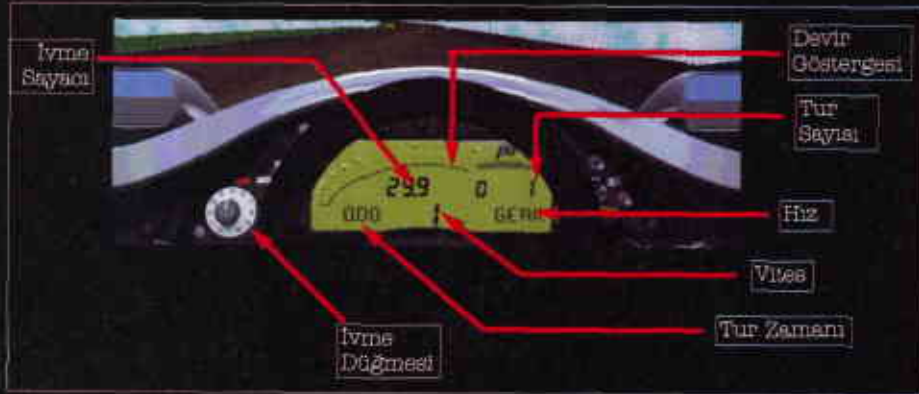 İvme
Sayacı
Devir
Göstergesi
Tur
Sayısı
29.9
0
1
0.00
1
Hız
Vites
Tur Zamanı
İvme
Düğmesi